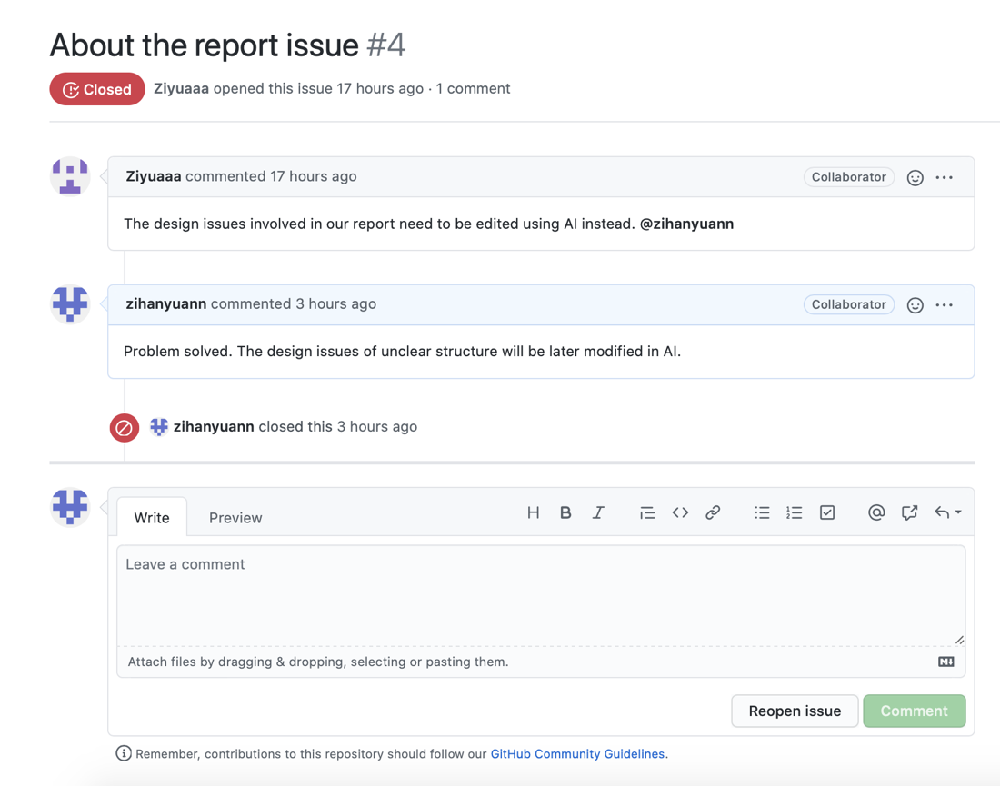 About the report issue #4
Closed Ziyuaaa opened this issue 17 hours ago · 1 comment
Ziyuaaa commented 17 hours ago Collaborator
The design issues involved in our report need to be edited using AI instead. @zihanyuann
zihanyuann commented 3 hours ago Collaborator
Problem solved. The design issues of unclear structure will be later modified in AI.
zihanyuann closed this 3 hours ago
Write Preview
Leave a comment
Attach files by dragging & dropping, selecting or pasting them.
Reopen issue Comment
Remember, contributions to this repository should follow our GitHub Community Guidelines.